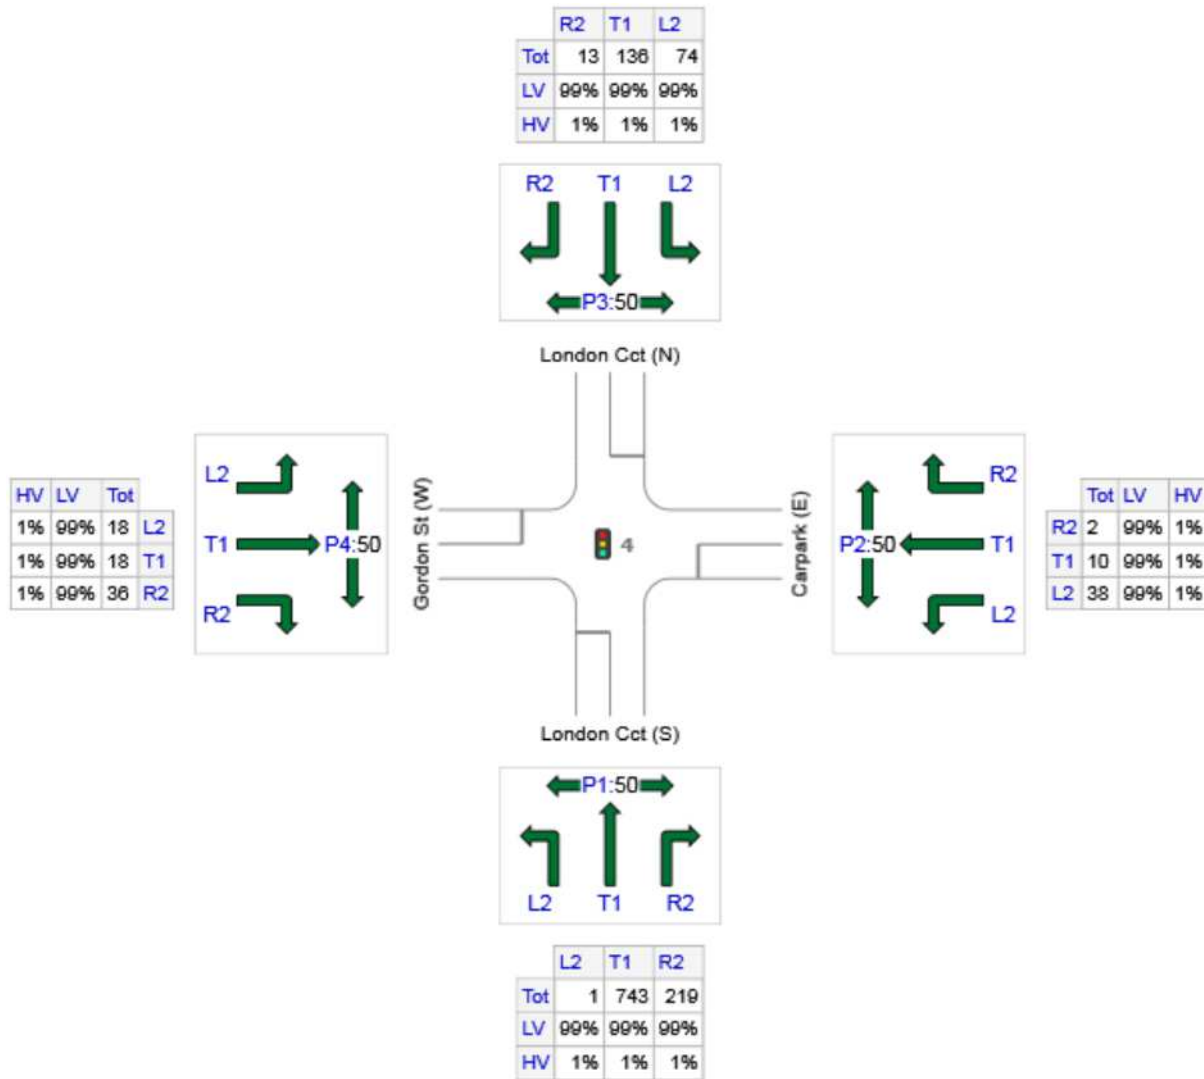 R2 T1 L2
Tot 13 136 74
LV 99% 99% 99%
HV 1% 1% 1%
R2 T1 L2
P3:50
London Cct (N)
HV LV Tot
1% 99% 18 L2
1% 99% 18 T1
1% 99% 36 R2
L2
T1 P4:50
R2
Gordon St (W)
4
Carpark (E)
R2
P2:50 T1
L2
Tot LV HV
R2 2 99% 1%
T1 10 99% 1%
L2 38 99% 1%
London Cct (S)
P1:50
L2 T1 R2
L2 T1 R2
Tot 1 743 219
LV 99% 99% 99%
HV 1% 1% 1%